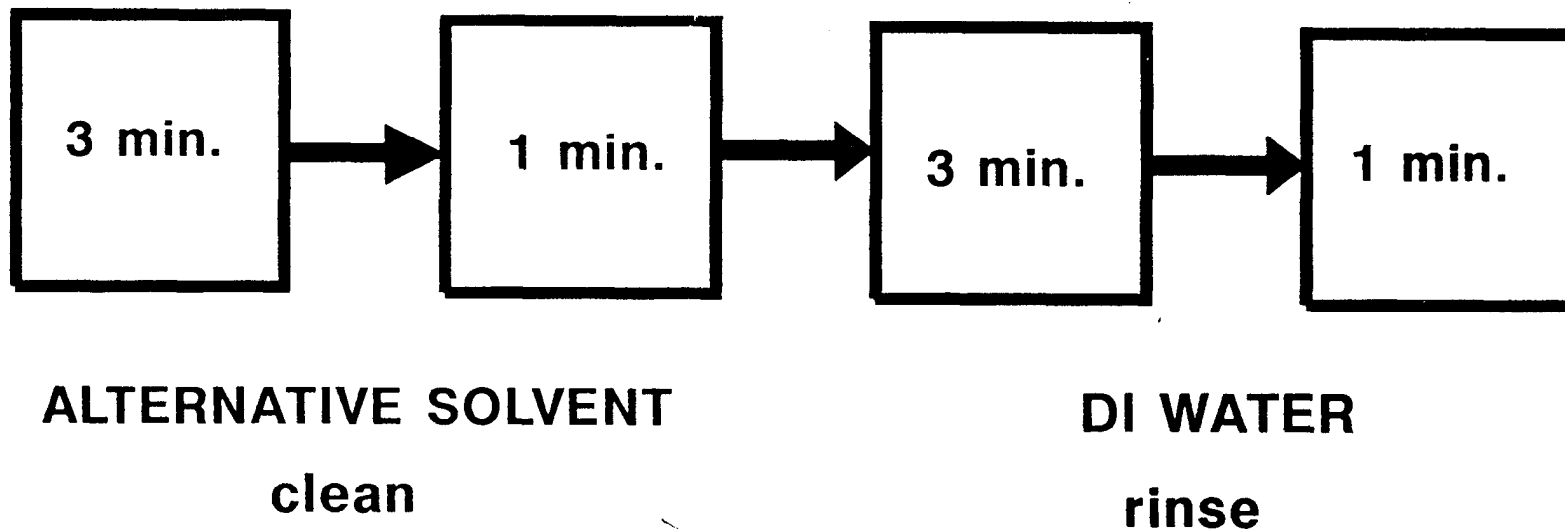 3 min.
1 min.
3 min.
1 min.
ALTERNATIVE SOLVENT
clean
DI WATER
rinse